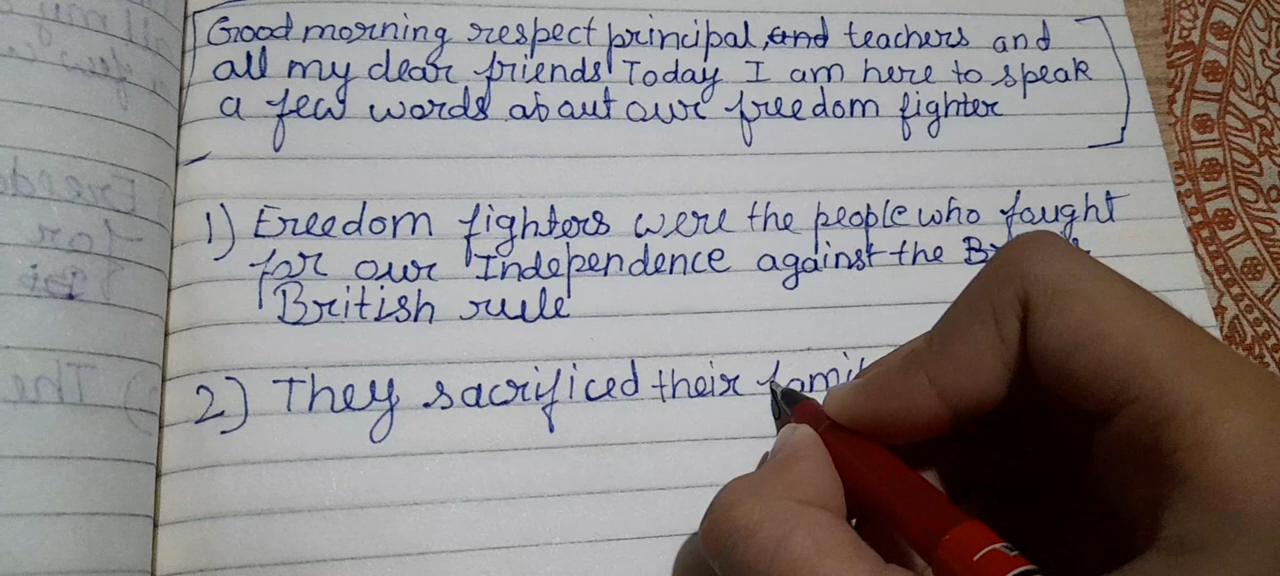 Good morning respect principal, and teachers and
all my dear friends Today I am here to speak
a few words about our freedom fighter
1) Freedom fighters were the people who fought
for our Independence against the
British rule
2) They sacrificed their